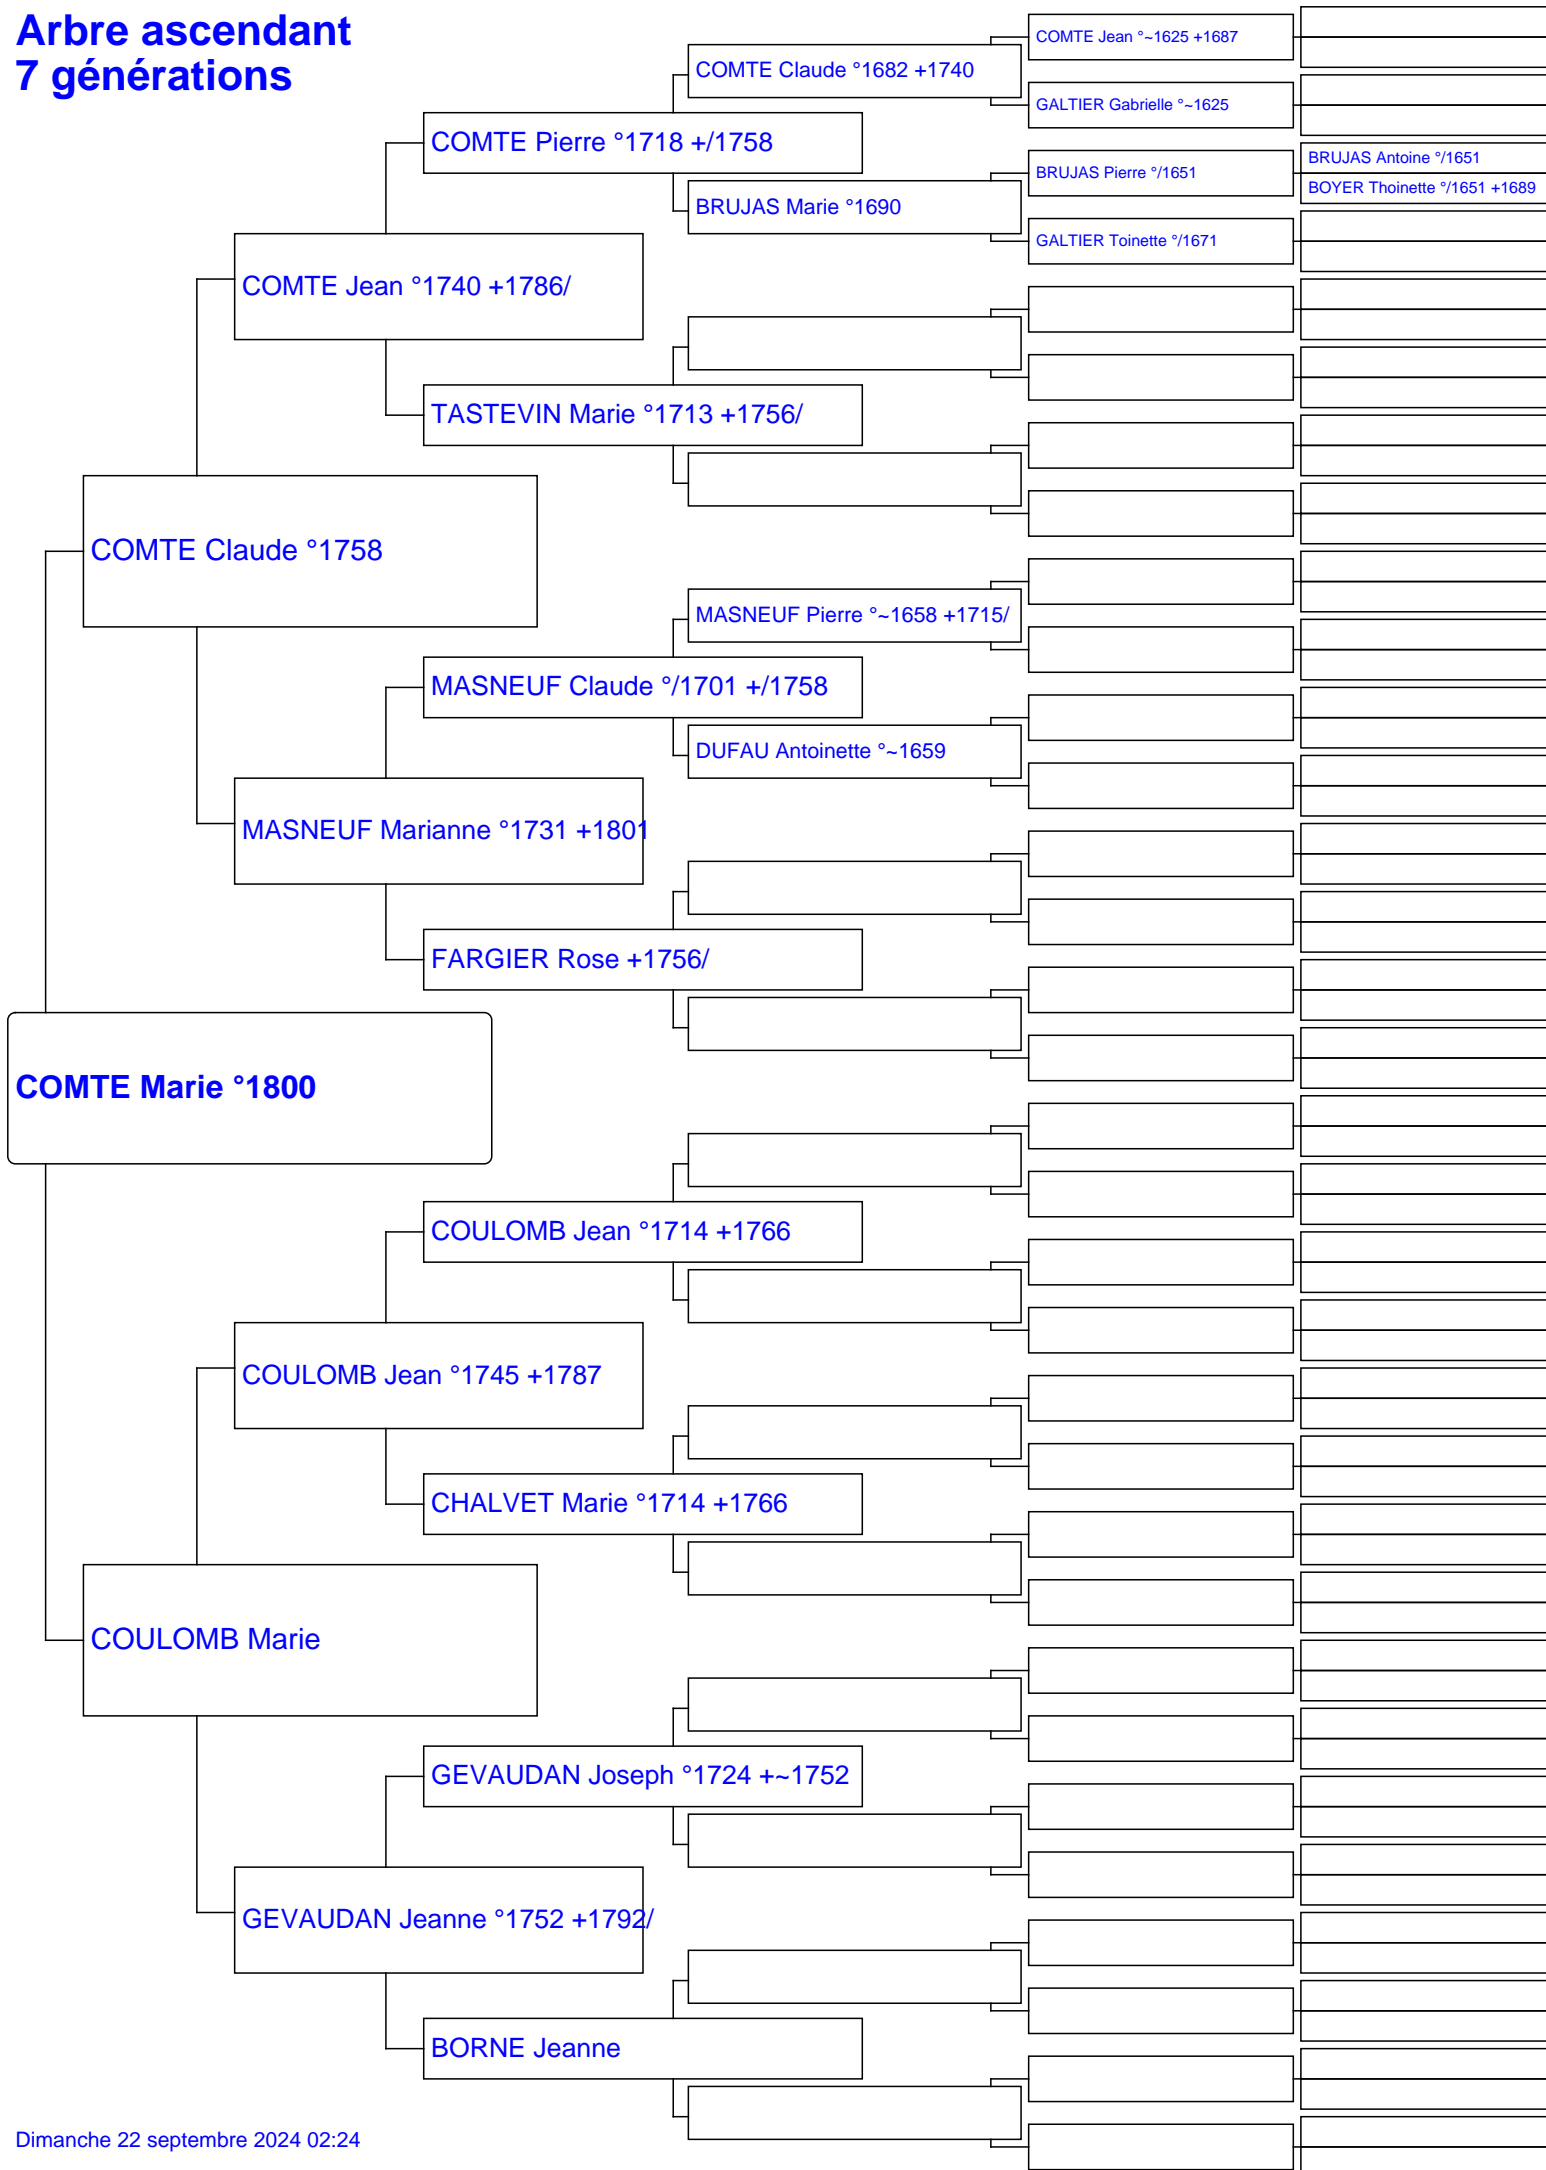 Arbre ascendant
7 générations
COMTE Jean °~1625 +1687
COMTE Claude °1682 +1740
GALTIER Gabrielle °~1625
COMTE Pierre °1718 +/1758
BRUJAS Antoine °/1651
BRUJAS Pierre °/1651
BOYER Thoinette °/1651 +1689
BRUJAS Marie °1690
GALTIER Toinette °/1671
COMTE Jean °1740 +1786/
TASTEVIN Marie °1713 +1756/
COMTE Claude °1758
MASNEUF Pierre °~1658 +1715/
MASNEUF Claude °/1701 +/1758
DUFAU Antoinette °~1659
MASNEUF Marianne °1731 +1801
FARGIER Rose +1756/
COMTE Marie °1800
COULOMB Jean °1714 +1766
COULOMB Jean °1745 +1787
CHALVET Marie °1714 +1766
COULOMB Marie
GEVAUDAN Joseph °1724 +~1752
GEVAUDAN Jeanne °1752 +1792/
BORNE Jeanne
Dimanche 22 septembre 2024 02:24